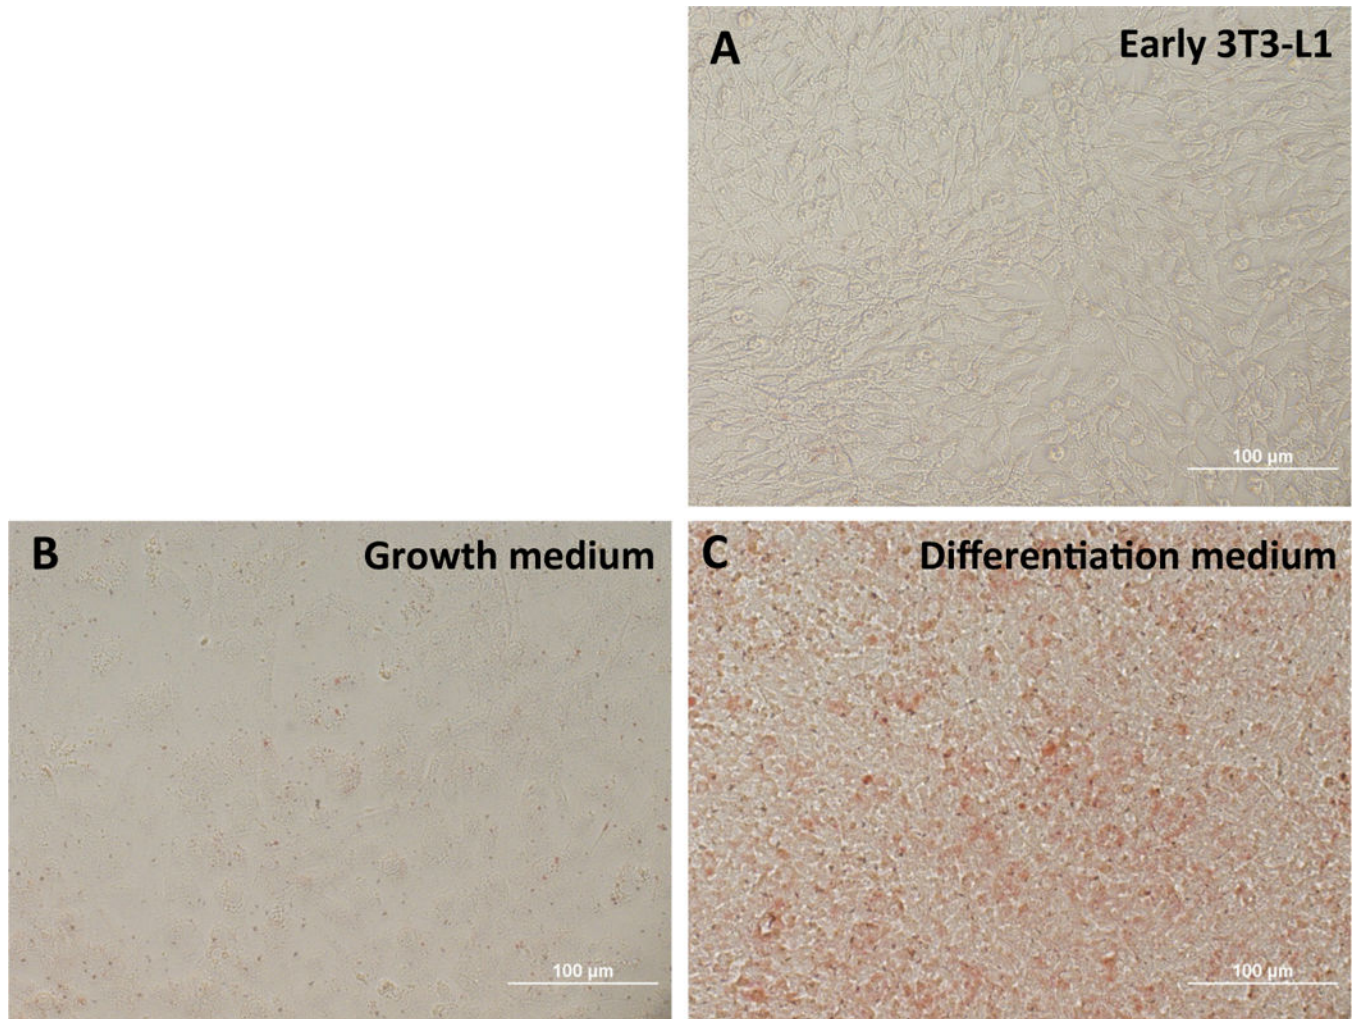 A
Early 3T3-L1
100 µm
B
Growth medium
100 µm
C
Differentiation medium
100 µm